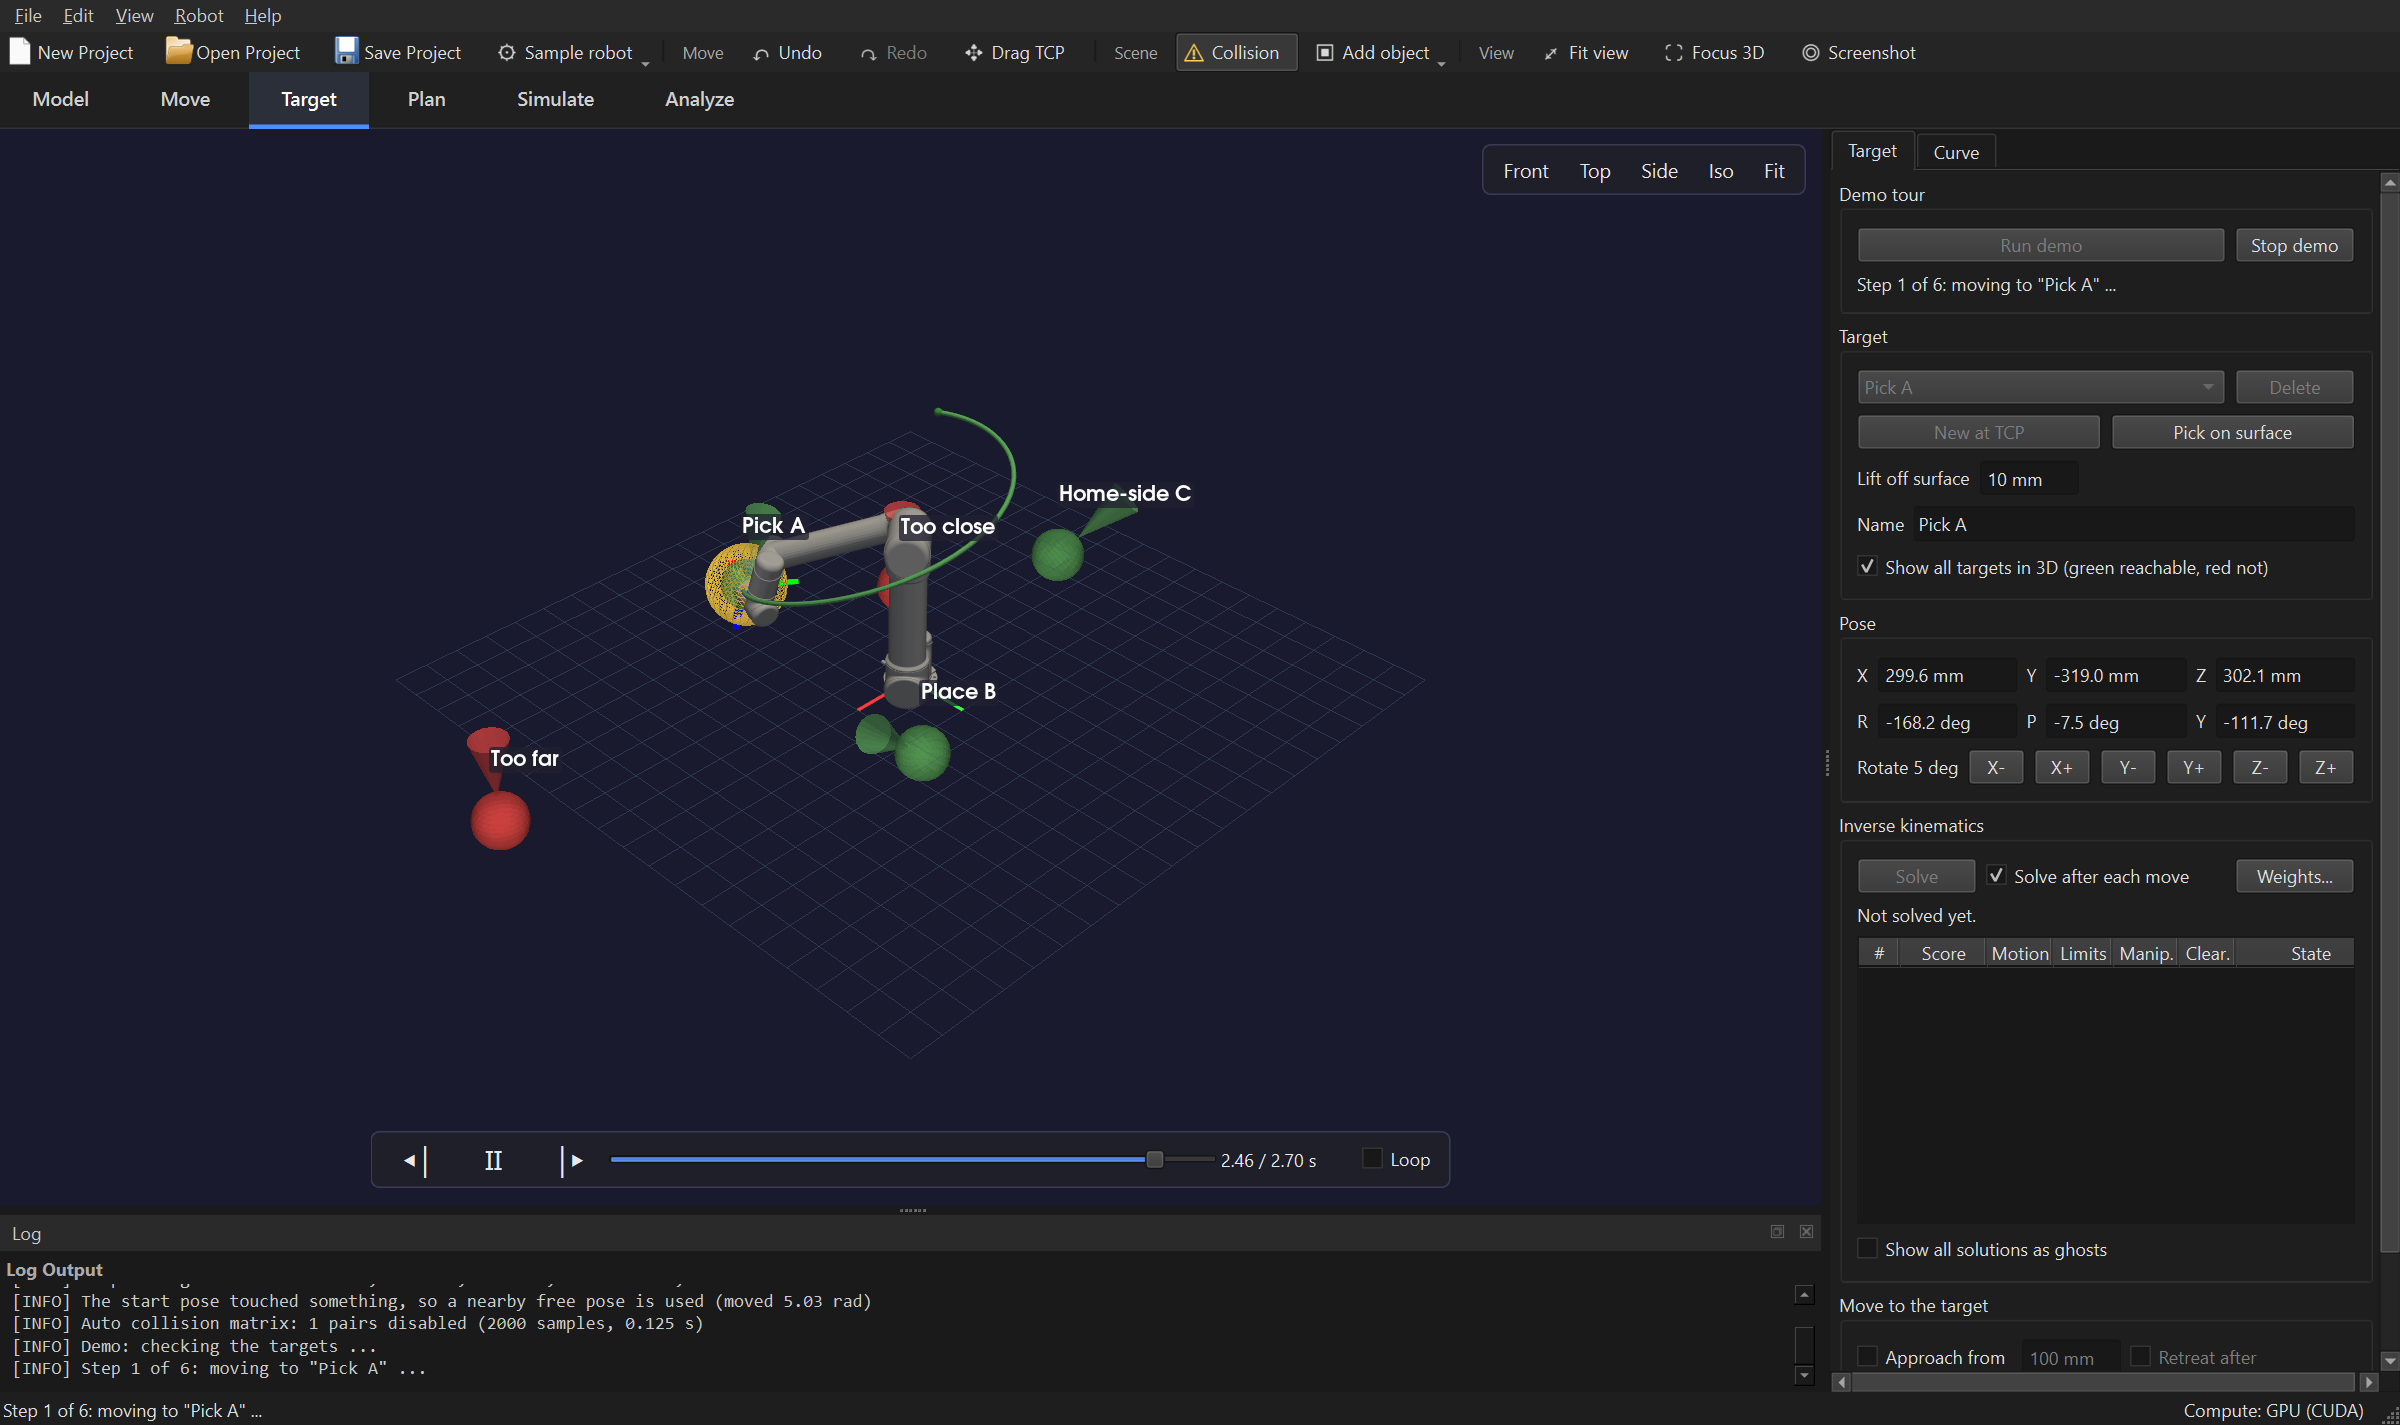 File Edit View Robot Help
New Project Open Project Save Project Sample robot Move Undo Redo Drag TCP Scene Collision Add object View Fit view Focus 3D Screenshot
Model Move Target Plan Simulate Analyze
Front Top Side Iso Fit
Home-side C
Pick A
Too close
Place B
Too far
2.46 / 2.70 s Loop
Log
Log Output
[INFO] The start pose touched something, so a nearby free pose is used (moved 5.03 rad)
[INFO] Auto collision matrix: 1 pairs disabled (2000 samples, 0.125 s)
[INFO] Demo: checking the targets ...
[INFO] Step 1 of 6: moving to "Pick A" ...
Target Curve
Demo tour
Run demo Stop demo
Step 1 of 6: moving to "Pick A" ...
Target
Pick A Delete
New at TCP Pick on surface
Lift off surface 10 mm
Name Pick A
Show all targets in 3D (green reachable, red not)
Pose
X 299.6 mm Y -319.0 mm Z 302.1 mm
R -168.2 deg P -7.5 deg Y -111.7 deg
Rotate 5 deg X- X+ Y- Y+ Z- Z+
Inverse kinematics
Solve Solve after each move Weights...
Not solved yet.
# Score Motion Limits Manip. Clear. State
Show all solutions as ghosts
Move to the target
Approach from 100 mm Retreat after
Step 1 of 6: moving to "Pick A" ...
Compute: GPU (CUDA)